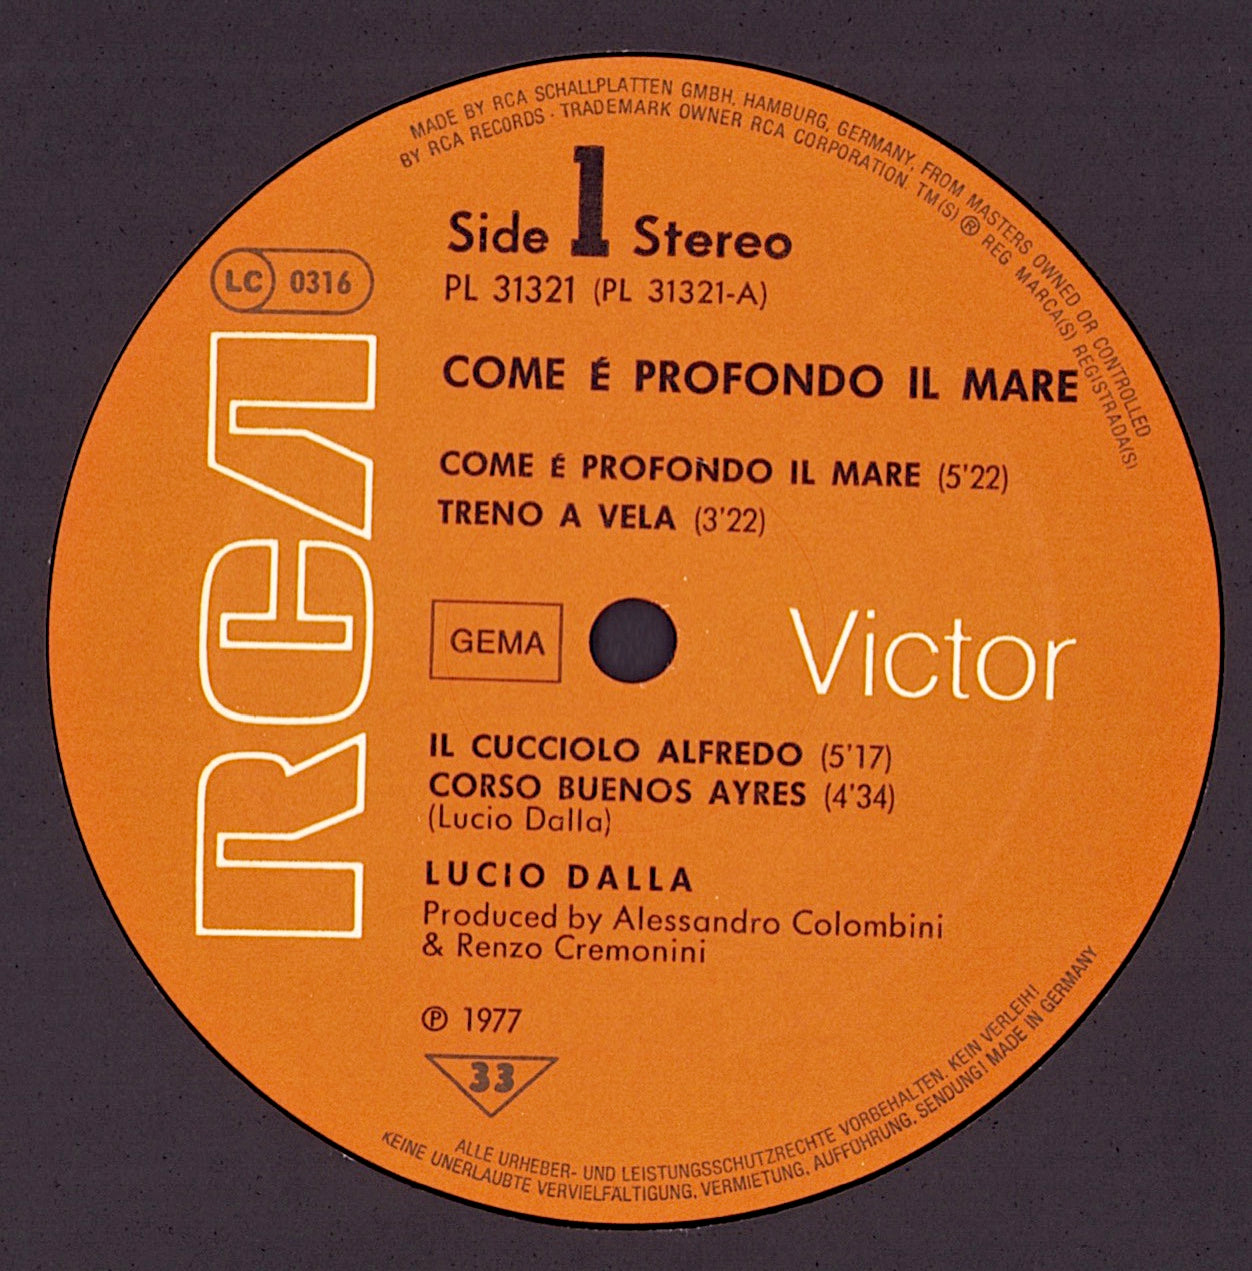 MADE BY RCA SCHALLPLATTEN GMBH, HAMBURG, GERMANY, FROM MASTERS OWNED OR CONTROLLED
BY RCA RECORDS · TRADEMARK OWNER RCA CORPORATION. TM(S) ® REG. MARCA(S) REGISTRADA(S)
Side 1 Stereo
PL 31321 (PL 31321-A)
LC 0316
RCA
COME É PROFONDO IL MARE
COME É PROFONDO IL MARE (5'22)
TRENO A VELA (3'22)
GEMA
Victor
IL CUCCIOLO ALFREDO (5'17)
CORSO BUENOS AYRES (4'34)
(Lucio Dalla)
LUCIO DALLA
Produced by Alessandro Colombini
& Renzo Cremonini
℗ 1977
33
ALLE URHEBER- UND LEISTUNGSSCHUTZRECHTE VORBEHALTEN. KEIN VERLEIH!
KEINE UNERLAUBTE VERVIELFÄLTIGUNG, VERMIETUNG, AUFFÜHRUNG, SENDUNG! MADE IN GERMANY